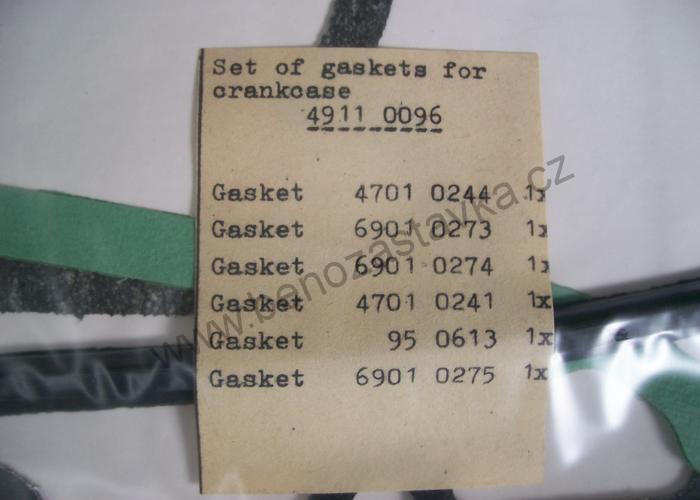 Set of gaskets for
crankcase
4911 0096
Gasket 4701 0244 1x
Gasket 6901 0273 1x
Gasket 6901 0274 1x
Gasket 4701 0241 1x
Gasket 95 0613 1x
Gasket 6901 0275 1x
www.benozastavka.cz